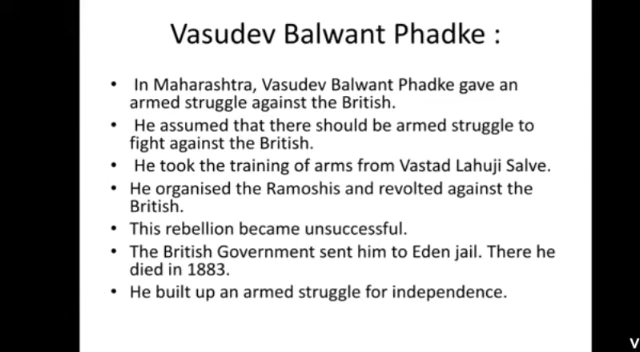 Vasudev Balwant Phadke :
• In Maharashtra, Vasudev Balwant Phadke gave an
armed struggle against the British.
• He assumed that there should be armed struggle to
fight against the British.
• He took the training of arms from Vastad Lahuji Salve.
• He organised the Ramoshis and revolted against the
British.
• This rebellion became unsuccessful.
• The British Government sent him to Eden jail. There he
died in 1883.
• He built up an armed struggle for independence.
V